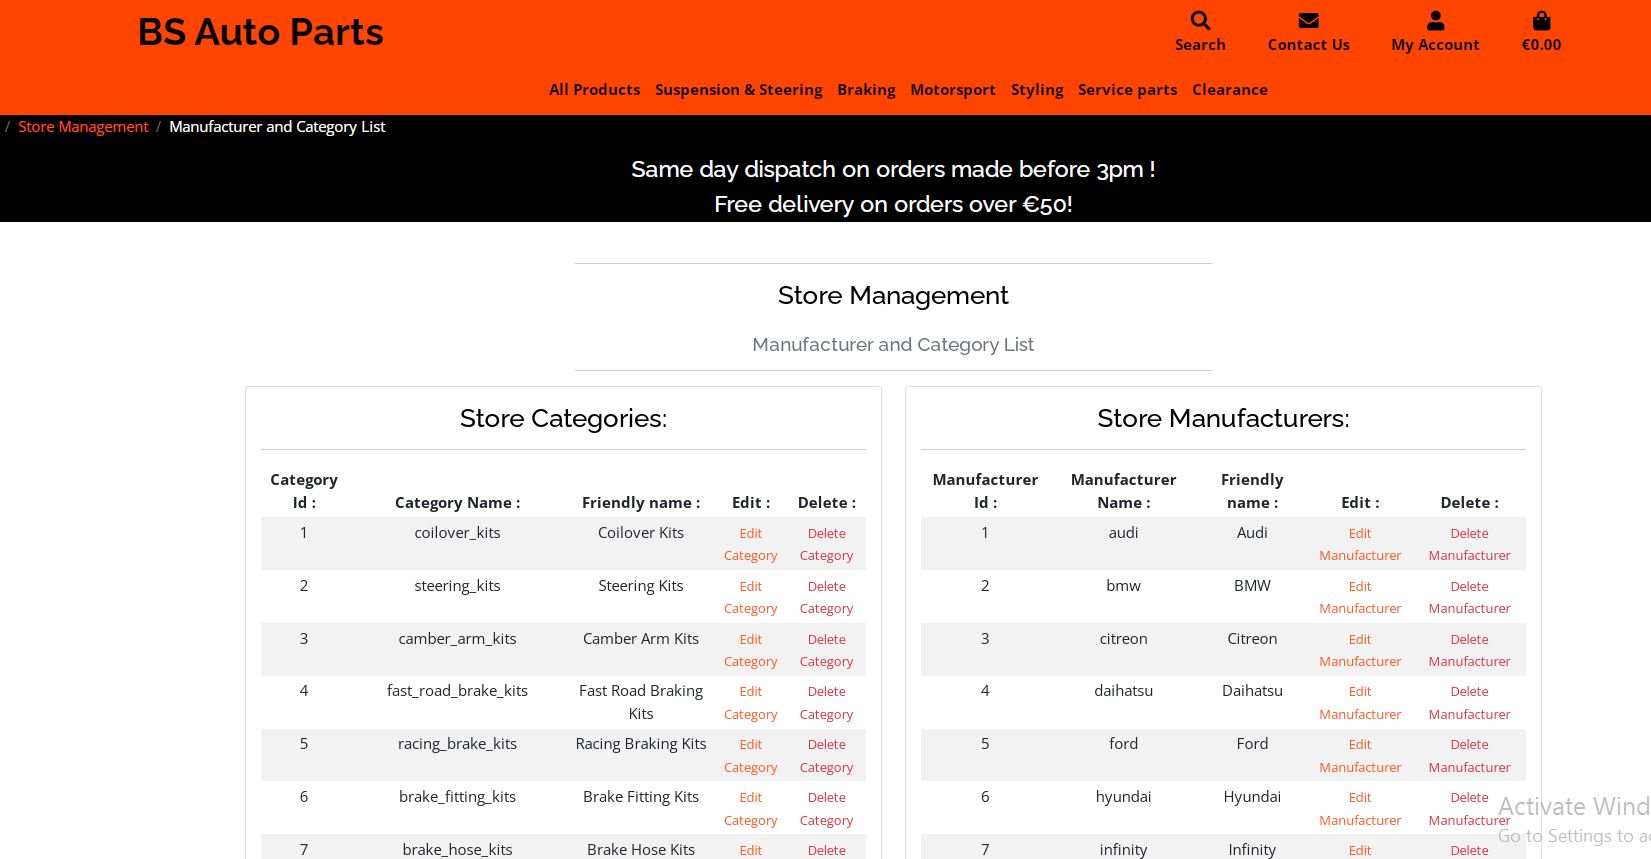 BS Auto Parts
Search Contact Us My Account €0.00
All Products Suspension & Steering Braking Motorsport Styling Service parts Clearance
/ Store Management / Manufacturer and Category List
Same day dispatch on orders made before 3pm !
Free delivery on orders over €50!
Store Management
Manufacturer and Category List
Store Categories:
Category Id : Category Name : Friendly name : Edit : Delete :
1 coilover_kits Coilover Kits Edit Category Delete Category
2 steering_kits Steering Kits Edit Category Delete Category
3 camber_arm_kits Camber Arm Kits Edit Category Delete Category
4 fast_road_brake_kits Fast Road Braking Kits Edit Category Delete Category
5 racing_brake_kits Racing Braking Kits Edit Category Delete Category
6 brake_fitting_kits Brake Fitting Kits Edit Category Delete Category
7 brake_hose_kits Brake Hose Kits Edit Delete
Store Manufacturers:
Manufacturer Id : Manufacturer Name : Friendly name : Edit : Delete :
1 audi Audi Edit Manufacturer Delete Manufacturer
2 bmw BMW Edit Manufacturer Delete Manufacturer
3 citreon Citreon Edit Manufacturer Delete Manufacturer
4 daihatsu Daihatsu Edit Manufacturer Delete Manufacturer
5 ford Ford Edit Manufacturer Delete Manufacturer
6 hyundai Hyundai Edit Manufacturer Delete Manufacturer
7 infinity Infinity Edit Delete
Activate Wind
Go to Settings to a